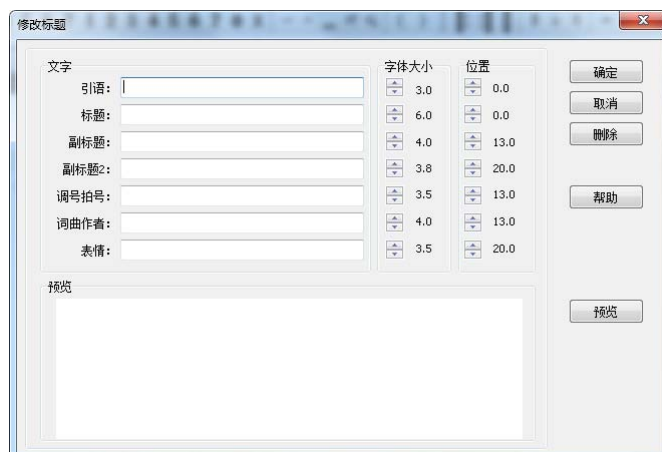 修改标题
文字 字体大小 位置
引语: 3.0 0.0
标题: 6.0 0.0
副标题: 4.0 13.0
副标题2: 3.8 20.0
调号拍号: 3.5 13.0
词曲作者: 4.0 13.0
表情: 3.5 20.0
预览
确定
取消
删除
帮助
预览